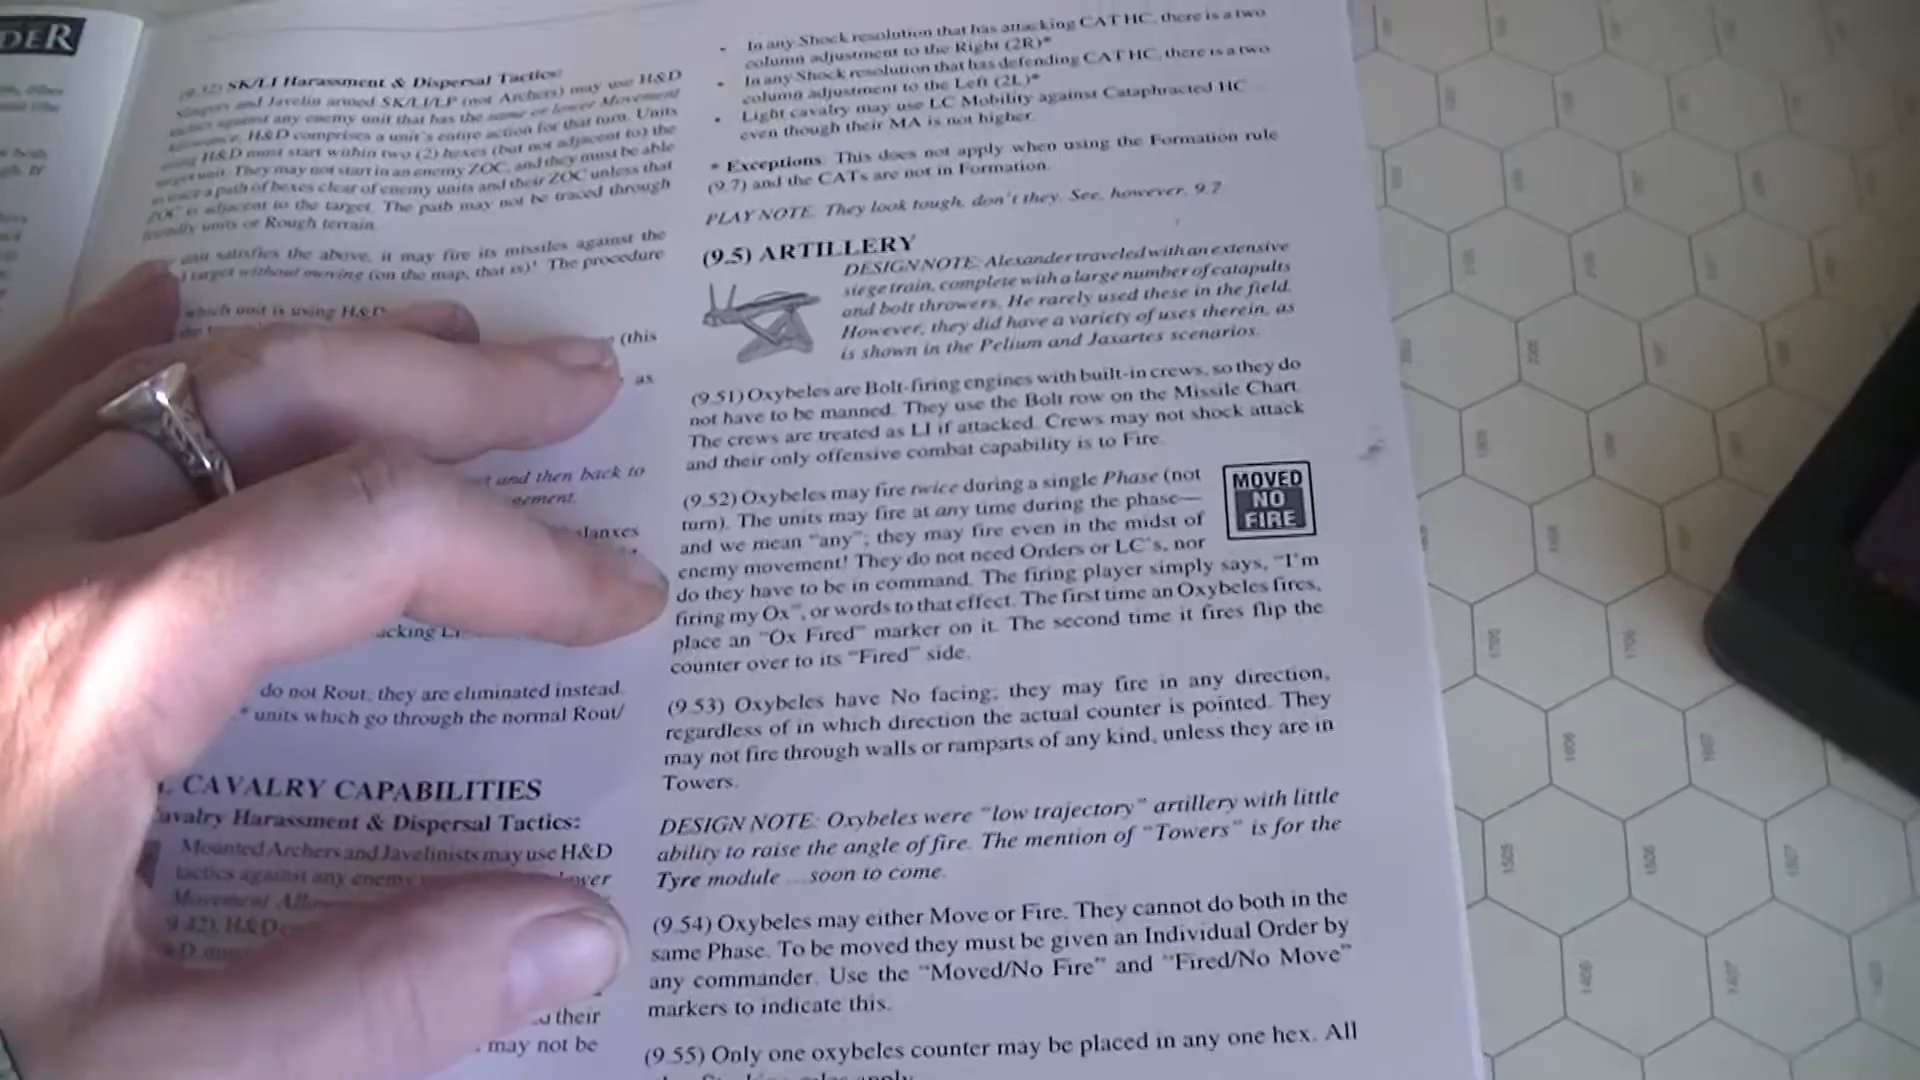 DER
(9.32) SK/LI Harassment & Dispersal Tactics:
Slingers and Javelin armed SK/LI/LP (not Archers) may use H&D
tactics against any enemy unit that has the same or lower Movement
Allowance. H&D comprises a unit's entire action for that turn. Units
using H&D must start within two (2) hexes (but not adjacent to) the
target unit. They may not start in an enemy ZOC, and they must be able
to trace a path of hexes clear of enemy units and their ZOC unless that
ZOC is adjacent to the target. The path may not be traced through
friendly units or Rough terrain.
unit satisfies the above, it may fire its missiles against the
target without moving (on the map, that is)! The procedure
which unit is using H&D
(this
as
and then back to
do not Rout, they are eliminated instead.
units which go through the normal Rout/
CAVALRY CAPABILITIES
Cavalry Harassment & Dispersal Tactics:
Mounted Archers and Javelinists may use H&D
tactics against any enemy
Movement
9.42). H&D
their
may not be
- In any Shock resolution that has attacking CAT HC, there is a two
column adjustment to the Right (2R)*
- In any Shock resolution that has defending CAT HC, there is a two
column adjustment to the Left (2L)*
• Light cavalry may use LC Mobility against Cataphracted HC
even though their MA is not higher.
* Exceptions: This does not apply when using the Formation rule
(9.7) and the CATs are not in Formation.
PLAY NOTE: They look tough, don't they. See, however, 9.7
(9.5) ARTILLERY
DESIGN NOTE: Alexander traveled with an extensive
siege train, complete with a large number of catapults
and bolt throwers. He rarely used these in the field.
However, they did have a variety of uses therein, as
is shown in the Pelium and Jaxartes scenarios.
(9.51) Oxybeles are Bolt-firing engines with built-in crews, so they do
not have to be manned. They use the Bolt row on the Missile Chart.
The crews are treated as LI if attacked. Crews may not shock attack
and their only offensive combat capability is to Fire.
(9.52) Oxybeles may fire twice during a single Phase (not
turn). The units may fire at any time during the phase—
and we mean "any"; they may fire even in the midst of
enemy movement! They do not need Orders or LC's, nor
do they have to be in command. The firing player simply says, "I'm
firing my Ox", or words to that effect. The first time an Oxybeles fires,
place an "Ox Fired" marker on it. The second time it fires flip the
counter over to its "Fired" side.
MOVED
NO
FIRE
(9.53) Oxybeles have No facing; they may fire in any direction,
regardless of in which direction the actual counter is pointed. They
may not fire through walls or ramparts of any kind, unless they are in
Towers.
DESIGN NOTE: Oxybeles were "low trajectory" artillery with little
ability to raise the angle of fire. The mention of "Towers" is for the
Tyre module ...soon to come.
(9.54) Oxybeles may either Move or Fire. They cannot do both in the
same Phase. To be moved they must be given an Individual Order by
any commander. Use the "Moved/No Fire" and "Fired/No Move"
markers to indicate this.
(9.55) Only one oxybeles counter may be placed in any one hex. All
1706
1606
1505
1506
1507
1406
1407